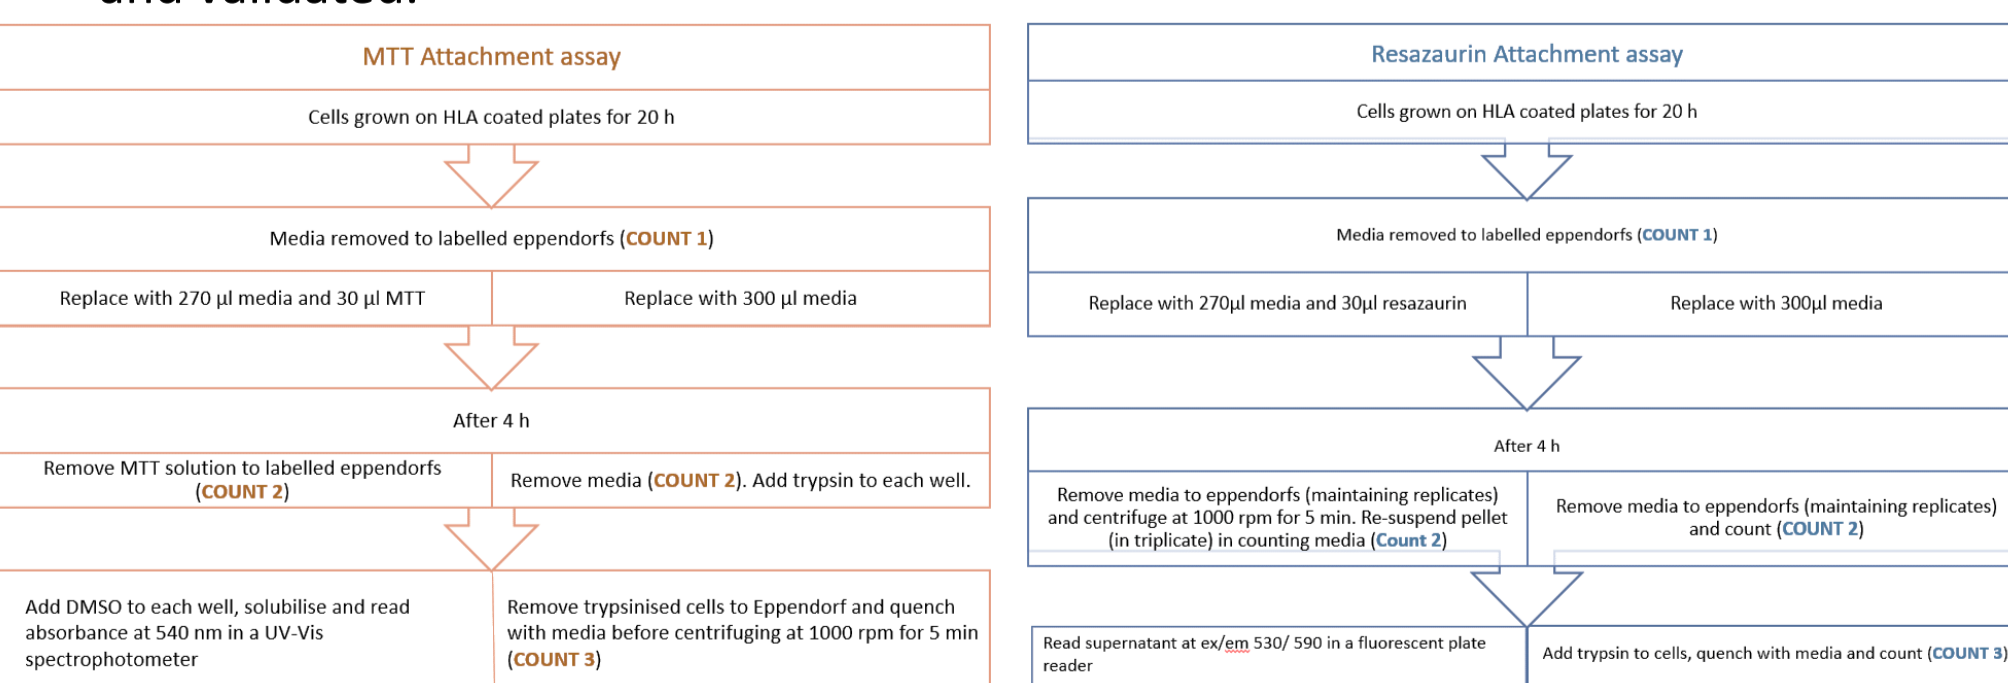 and validated.
MTT Attachment assay
Cells grown on HLA coated plates for 20 h
Media removed to labelled eppendorfs (COUNT 1)
Replace with 270 µl media and 30 µl MTT
Replace with 300 µl media
After 4 h
Remove MTT solution to labelled eppendorfs
(COUNT 2)
Remove media (COUNT 2). Add trypsin to each well.
Add DMSO to each well, solubilise and read
absorbance at 540 nm in a UV-Vis
spectrophotometer
Remove trypsinised cells to Eppendorf and quench
with media before centrifuging at 1000 rpm for 5 min
(COUNT 3)
Resazaurin Attachment assay
Cells grown on HLA coated plates for 20 h
Media removed to labelled eppendorfs (COUNT 1)
Replace with 270µl media and 30µl resazaurin
Replace with 300µl media
After 4 h
Remove media to eppendorfs (maintaining replicates)
and centrifuge at 1000 rpm for 5 min. Re-suspend pellet
(in triplicate) in counting media (Count 2)
Remove media to eppendorfs (maintaining replicates)
and count (COUNT 2)
Read supernatant at ex/em 530/ 590 in a fluorescent plate
reader
Add trypsin to cells, quench with media and count (COUNT 3)